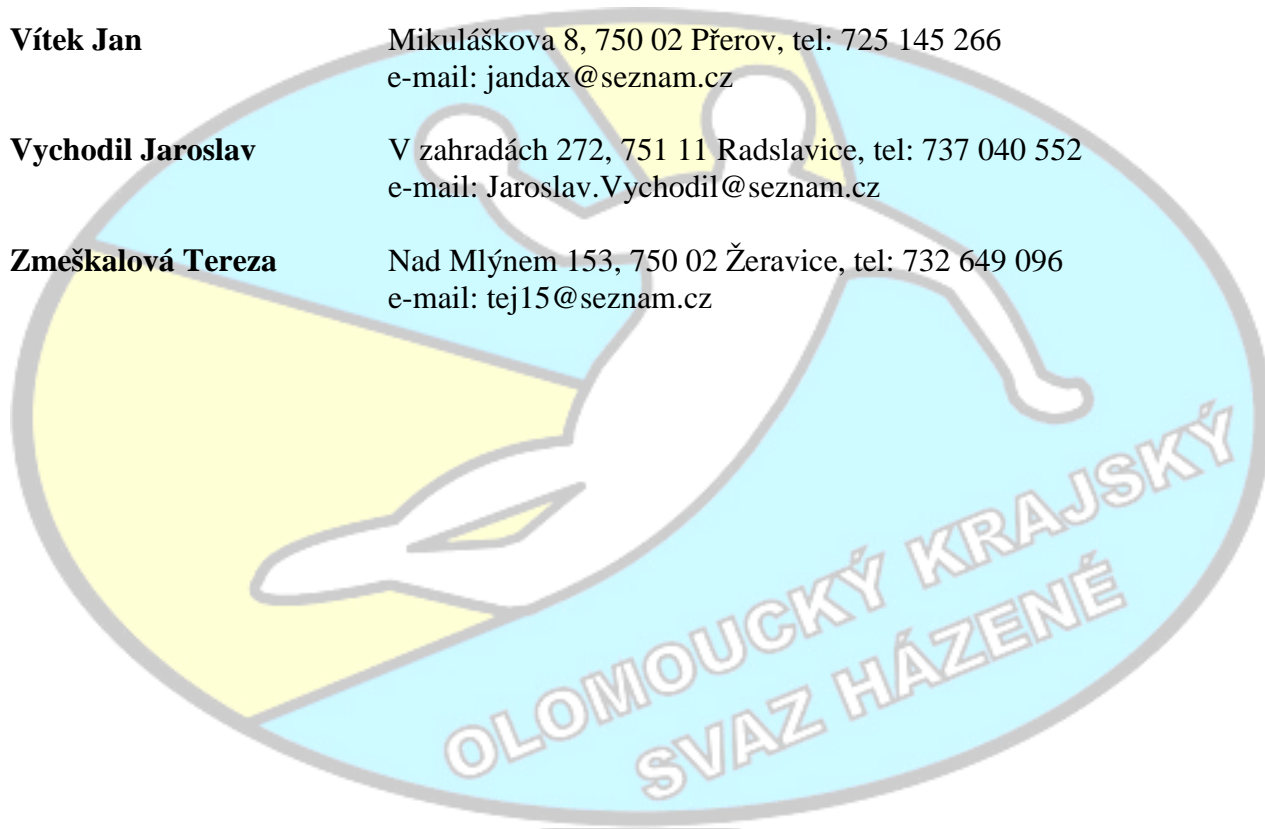 Vítek Jan Mikuláškova 8, 750 02 Přerov, tel: 725 145 266
e-mail: jandax@seznam.cz
Vychodil Jaroslav V zahradách 272, 751 11 Radslavice, tel: 737 040 552
e-mail: Jaroslav.Vychodil@seznam.cz
Zmeškalová Tereza Nad Mlýnem 153, 750 02 Žeravice, tel: 732 649 096
e-mail: tej15@seznam.cz
OLOMOUCKÝ KRAJSKÝ
SVAZ HÁZENÉ